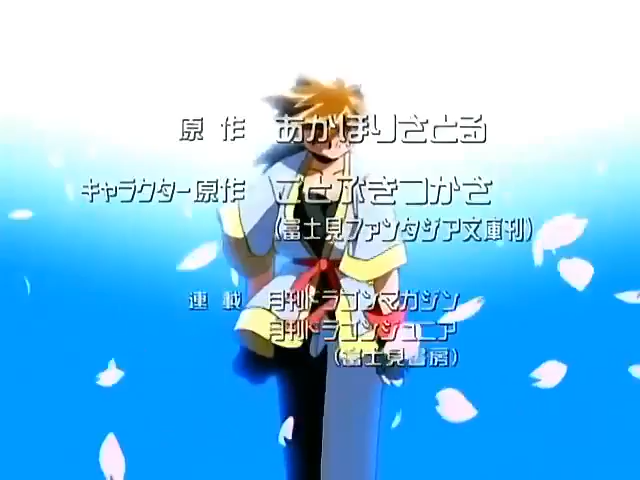 原作 あかほりさとる
キャラクター原作 ことぶきつかさ
(富士見ファンタジア文庫刊)
連載 月刊ドラゴンマガジン
月刊ドラゴンジュニア
(富士見書房)